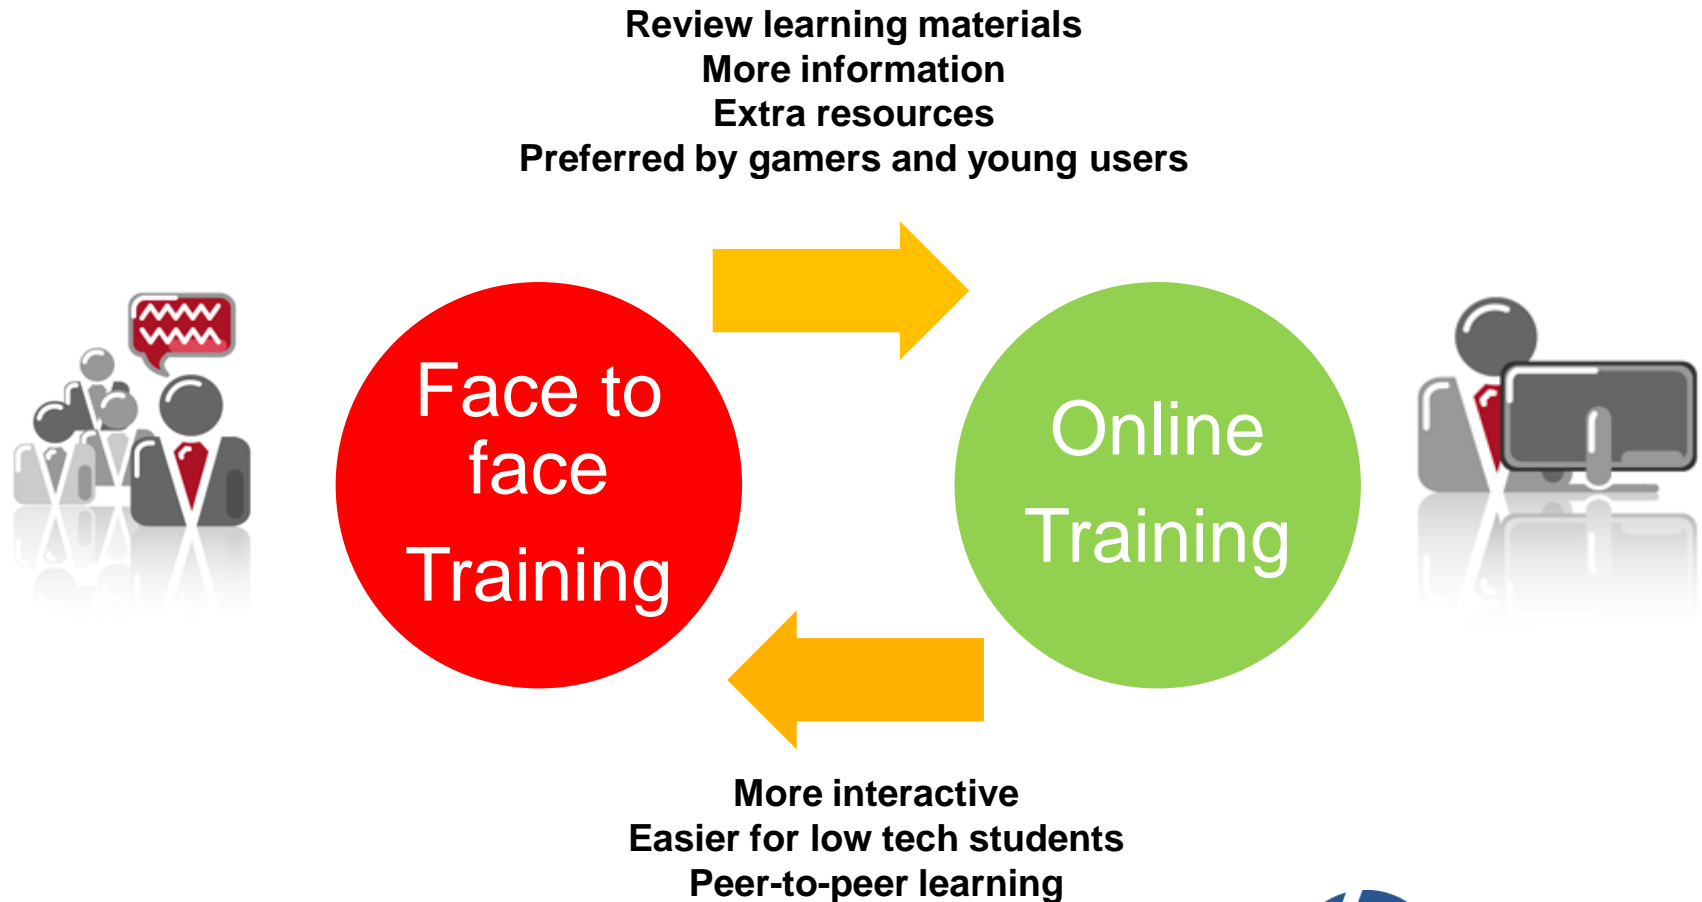 Review learning materials
More information
Extra resources
Preferred by gamers and young users
Face to
face
Training
Online
Training
More interactive
Easier for low tech students
Peer-to-peer learning